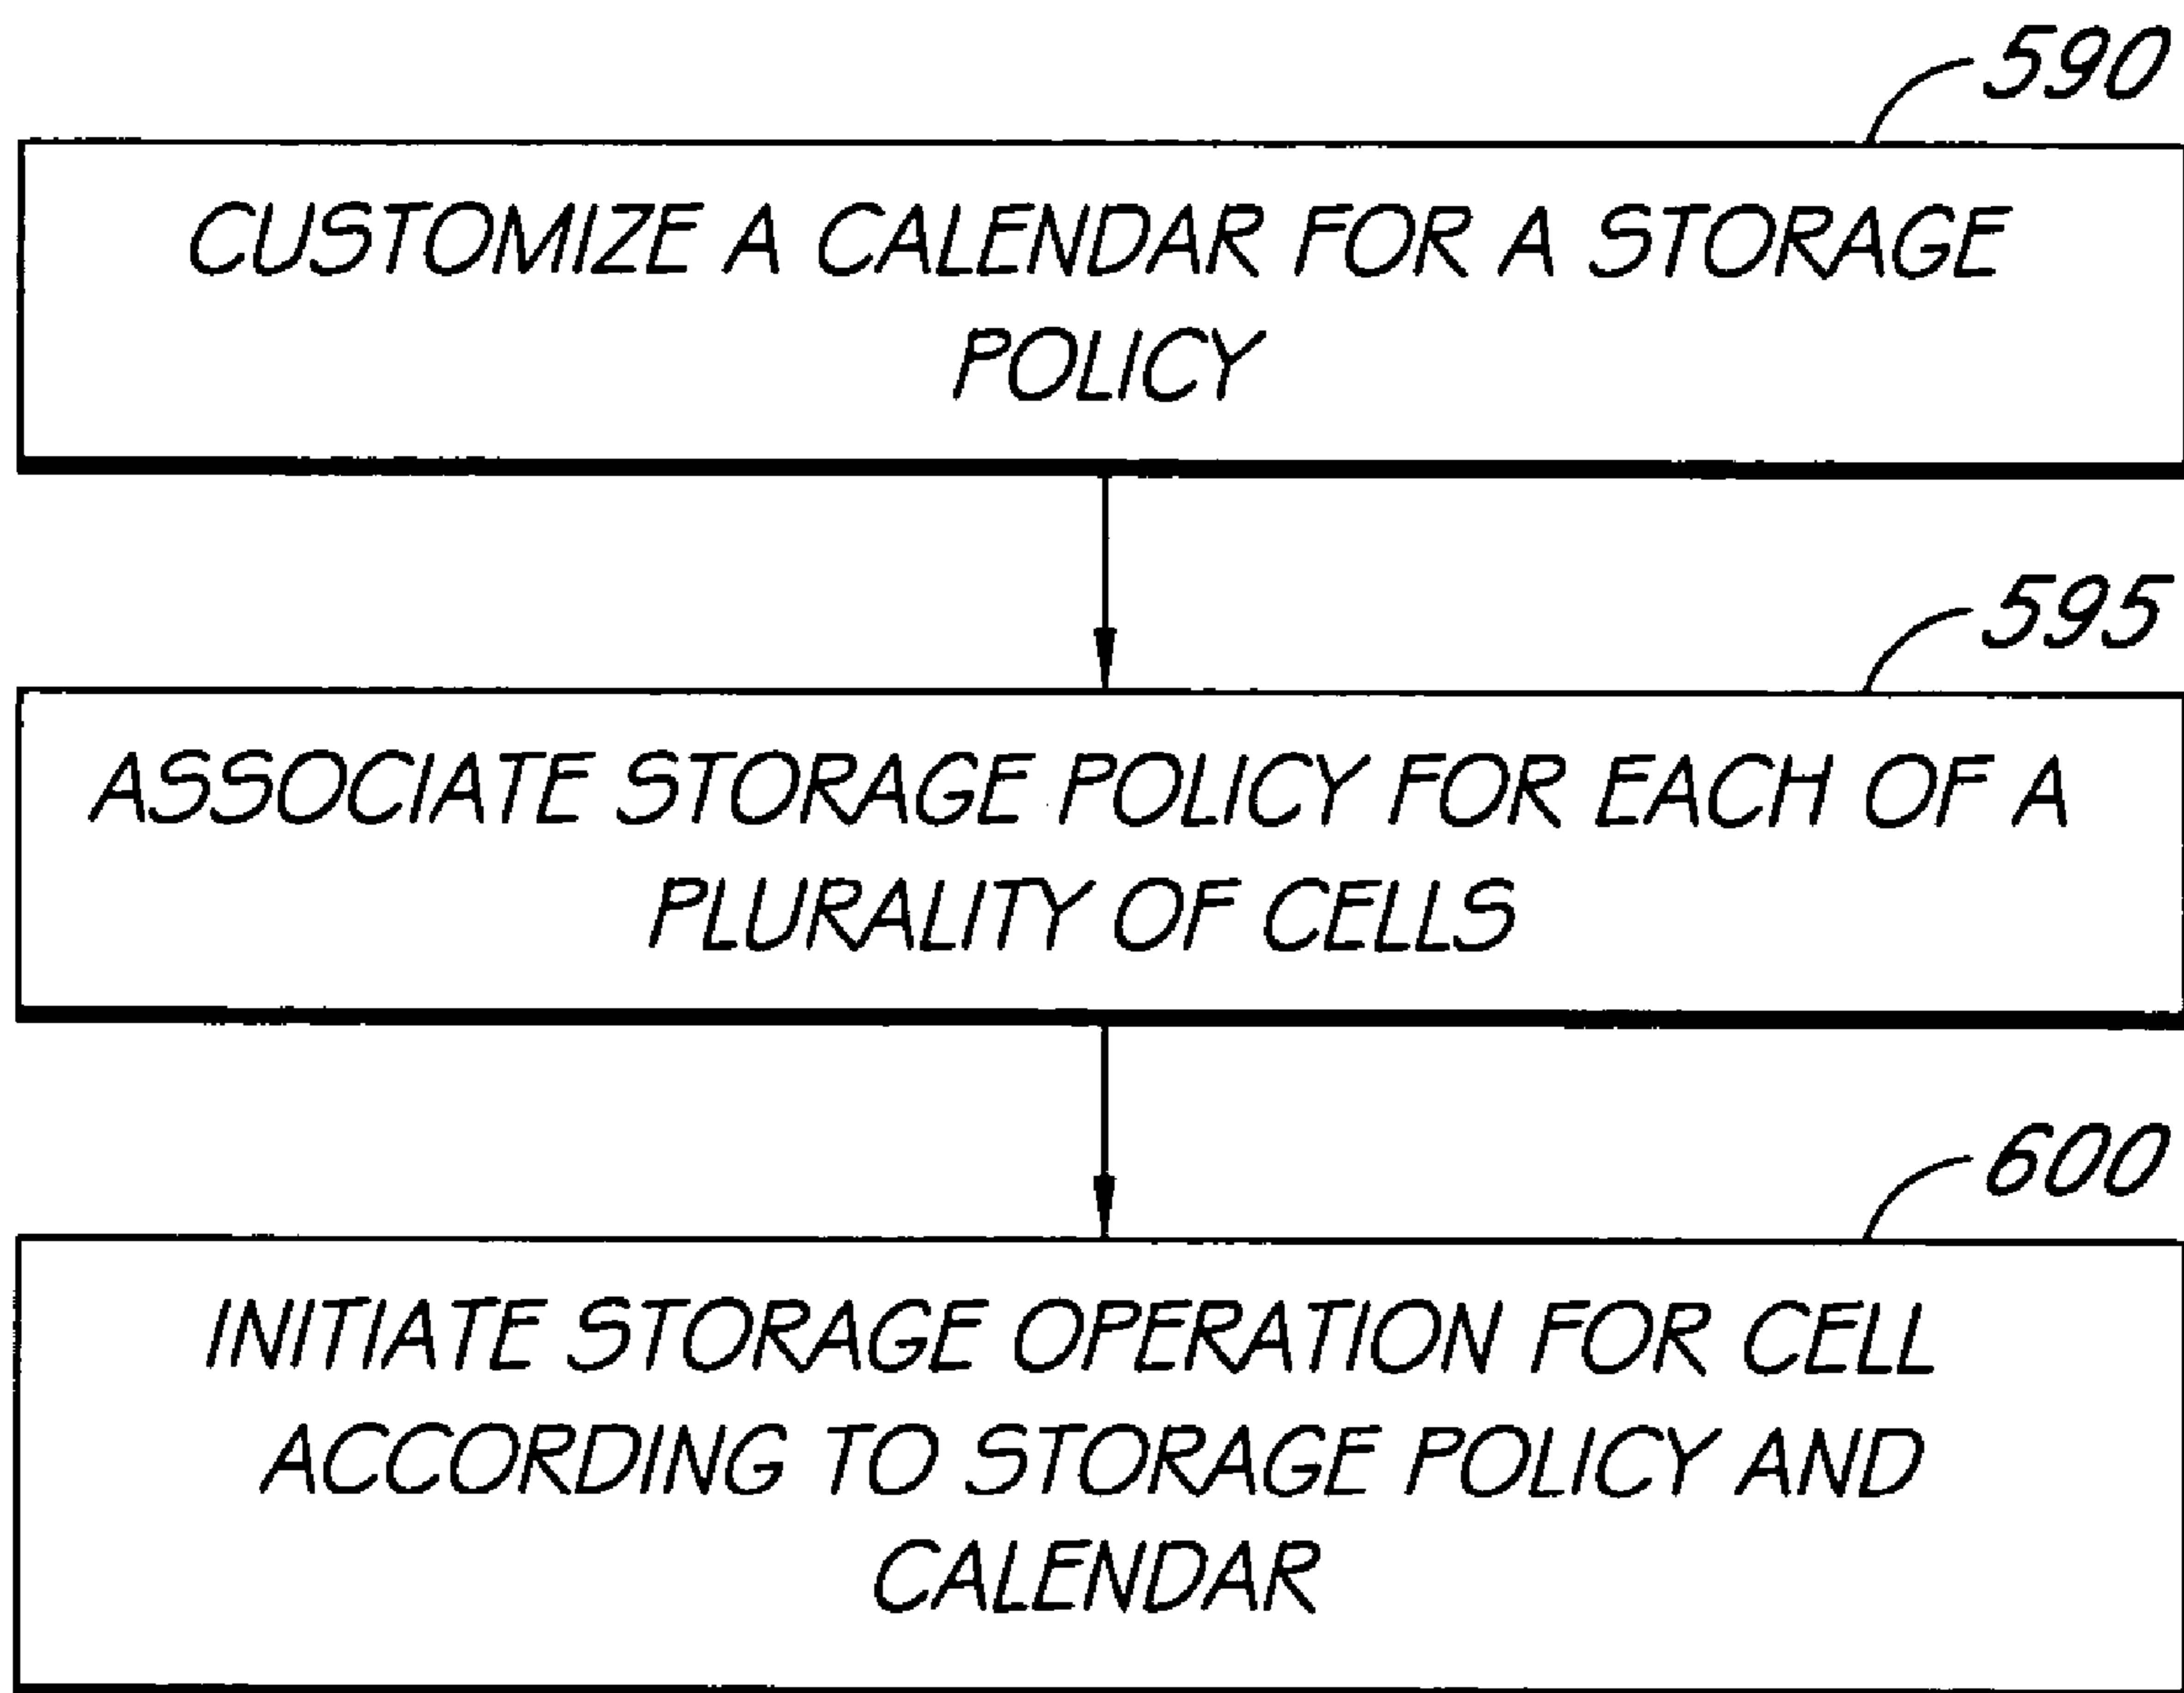 590
CUSTOMIZE A CALENDAR FOR A STORAGE
POLICY
595
ASSOCIATE STORAGE POLICY FOR EACH OF A
PLURALITY OF CELLS
600
INITIATE STORAGE OPERATION FOR CELL
ACCORDING TO STORAGE POLICY AND
CALENDAR